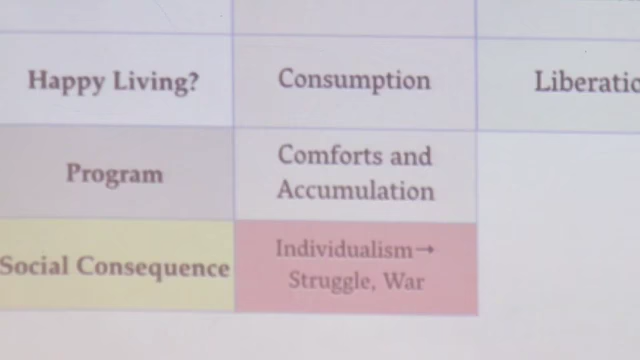 Happy Living?
Consumption
Program
Comforts and
Accumulation
Social Consequence
Individualism→
Struggle, War